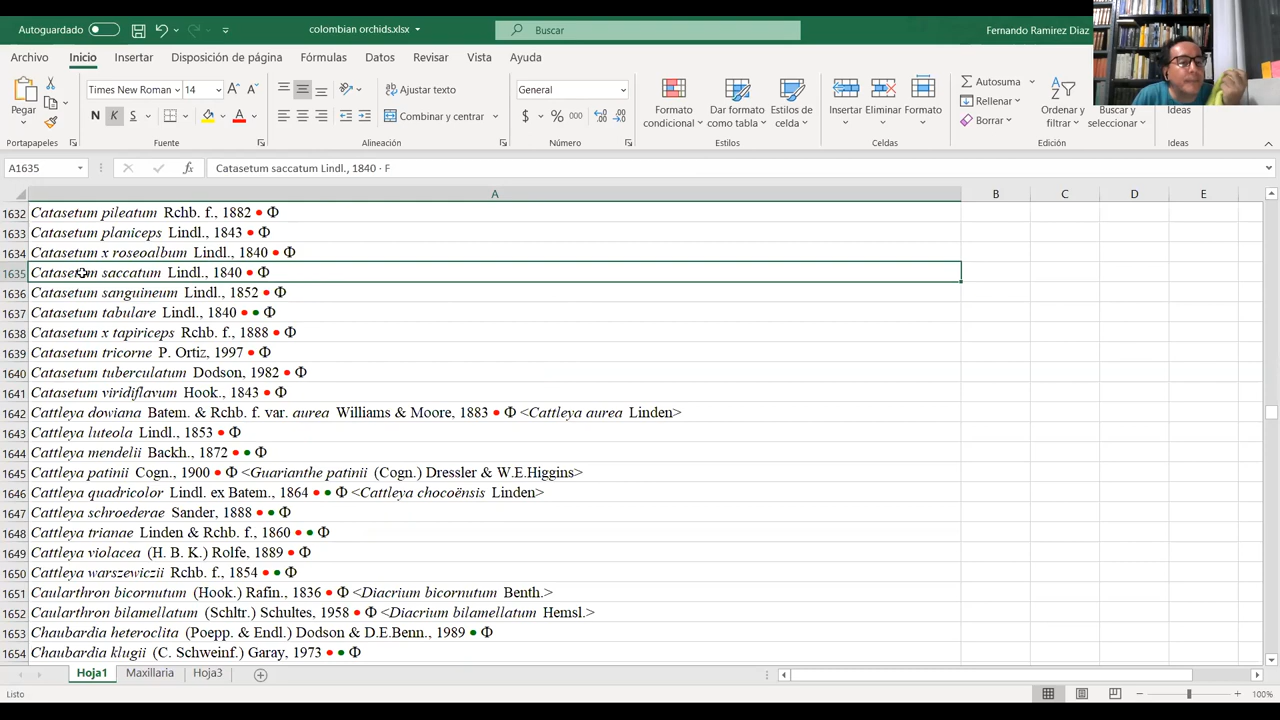 Autoguardado
colombian orchids.xlsx
Buscar
Fernando Ramirez Diaz
Archivo Inicio Insertar Disposición de página Fórmulas Datos Revisar Vista Ayuda
Pegar
Times New Roman 14
N K S
Ajustar texto
Combinar y centrar
General
$ % 000
Formato condicional
Dar formato como tabla
Estilos de celda
Insertar Eliminar Formato
Autosuma
Rellenar
Borrar
Ordenar y filtrar
Buscar y seleccionar
Ideas
Portapapeles Fuente Alineación Número Estilos Celdas Edición Ideas
A1635 fx Catasetum saccatum Lindl., 1840 · F
A B C D E
1632 Catasetum pileatum Rchb. f., 1882 • Φ
1633 Catasetum planiceps Lindl., 1843 • Φ
1634 Catasetum x roseoalbum Lindl., 1840 • Φ
1635 Catasetum saccatum Lindl., 1840 • Φ
1636 Catasetum sanguineum Lindl., 1852 • Φ
1637 Catasetum tabulare Lindl., 1840 • • Φ
1638 Catasetum x tapiriceps Rchb. f., 1888 • Φ
1639 Catasetum tricorne P. Ortiz, 1997 • Φ
1640 Catasetum tuberculatum Dodson, 1982 • Φ
1641 Catasetum viridiflavum Hook., 1843 • Φ
1642 Cattleya dowiana Batem. & Rchb. f. var. aurea Williams & Moore, 1883 • Φ <Cattleya aurea Linden>
1643 Cattleya luteola Lindl., 1853 • Φ
1644 Cattleya mendelii Backh., 1872 • • Φ
1645 Cattleya patinii Cogn., 1900 • Φ <Guarianthe patinii (Cogn.) Dressler & W.E.Higgins>
1646 Cattleya quadricolor Lindl. ex Batem., 1864 • • Φ <Cattleya chocoënsis Linden>
1647 Cattleya schroederae Sander, 1888 • • Φ
1648 Cattleya trianae Linden & Rchb. f., 1860 • • Φ
1649 Cattleya violacea (H. B. K.) Rolfe, 1889 • Φ
1650 Cattleya warszewiczii Rchb. f., 1854 • • Φ
1651 Caularthron bicornutum (Hook.) Rafin., 1836 • Φ <Diacrium bicornutum Benth.>
1652 Caularthron bilamellatum (Schltr.) Schultes, 1958 • Φ <Diacrium bilamellatum Hemsl.>
1653 Chaubardia heteroclita (Poepp. & Endl.) Dodson & D.E.Benn., 1989 • Φ
1654 Chaubardia klugii (C. Schweinf.) Garay, 1973 • • Φ
Hoja1 Maxillaria Hoja3
Listo
100%